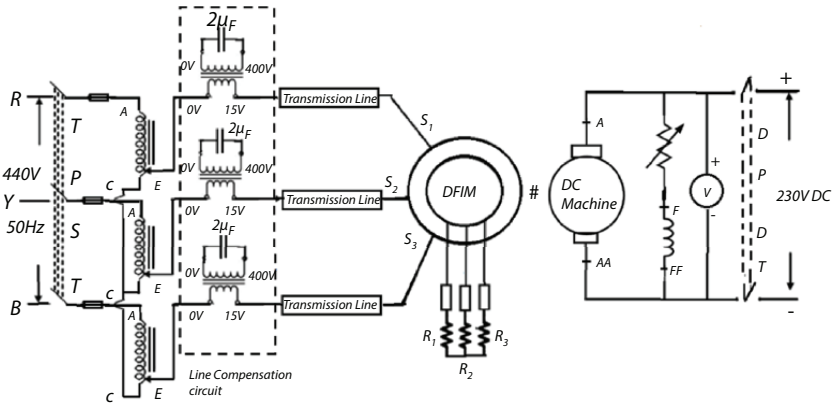 2μF
0V
400V
R
T
A
0V
15V
Transmission Line
S1
C
E
2μF
440V
P
0V
400V
Y
A
0V
15V
Transmission Line
S2
DFIM
#
50Hz
S
C
E
2μF
S3
0V
400V
B
T
A
0V
15V
Transmission Line
C
E
R1
R2
R3
Line Compensation
circuit
A
DC
Machine
AA
F
FF
+
V
-
D
P
D
T
+
230V DC
-